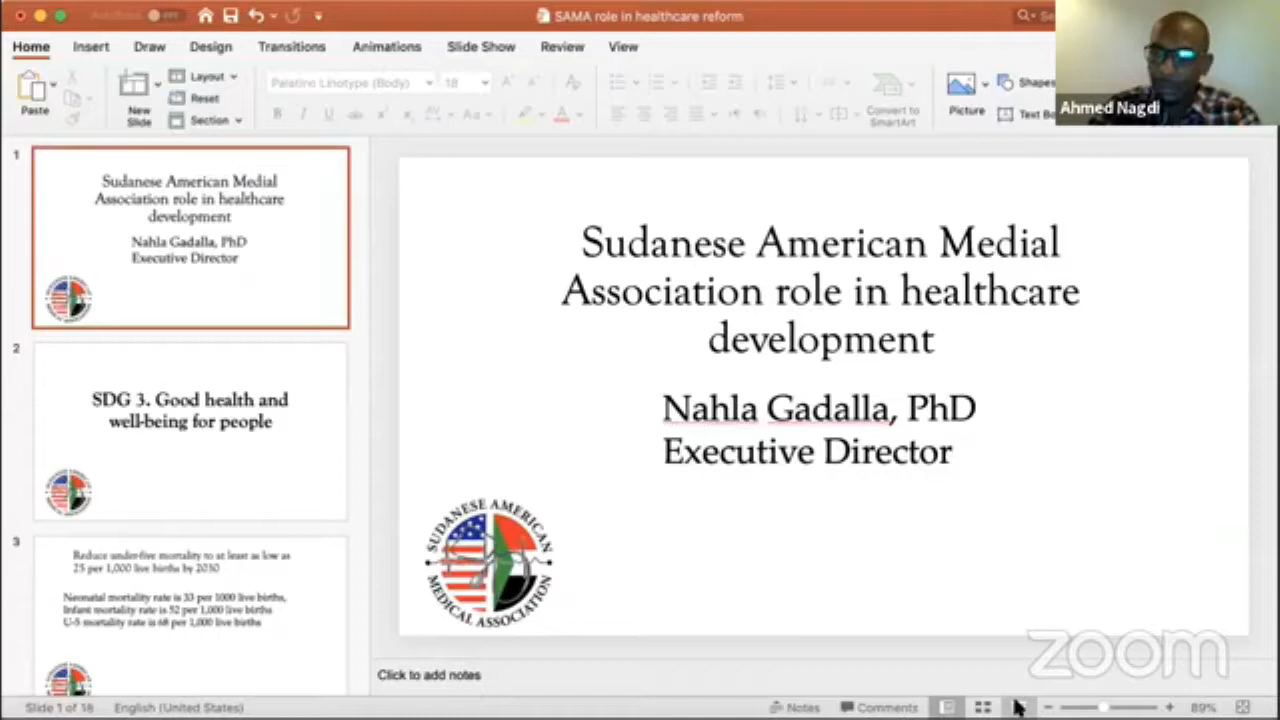 SAMA role in healthcare reform
Home Insert Draw Design Transitions Animations Slide Show Review View
Ahmed Nagdi
Paste
New
Slide
Layout
Reset
Section
Palatino Linotype (Body) 18
Convert to
SmartArt
Picture
Shapes
1
Sudanese American Medial
Association role in healthcare
development
Nahla Gadalla, PhD
Executive Director
2
SDG 3. Good health and
well-being for people
3
Reduce under-five mortality to at least as low as
25 per 1,000 live births by 2030
Neonatal mortality rate is 33 per 1000 live births,
Infant mortality rate is 52 per 1,000 live births
U-5 mortality rate is 68 per 1,000 live births
Sudanese American Medial
Association role in healthcare
development
Nahla Gadalla, PhD
Executive Director
SUDANESE AMERICAN
MEDICAL ASSOCIATION
zoom
Click to add notes
Slide 1 of 18 English (United States) Notes Comments 89%